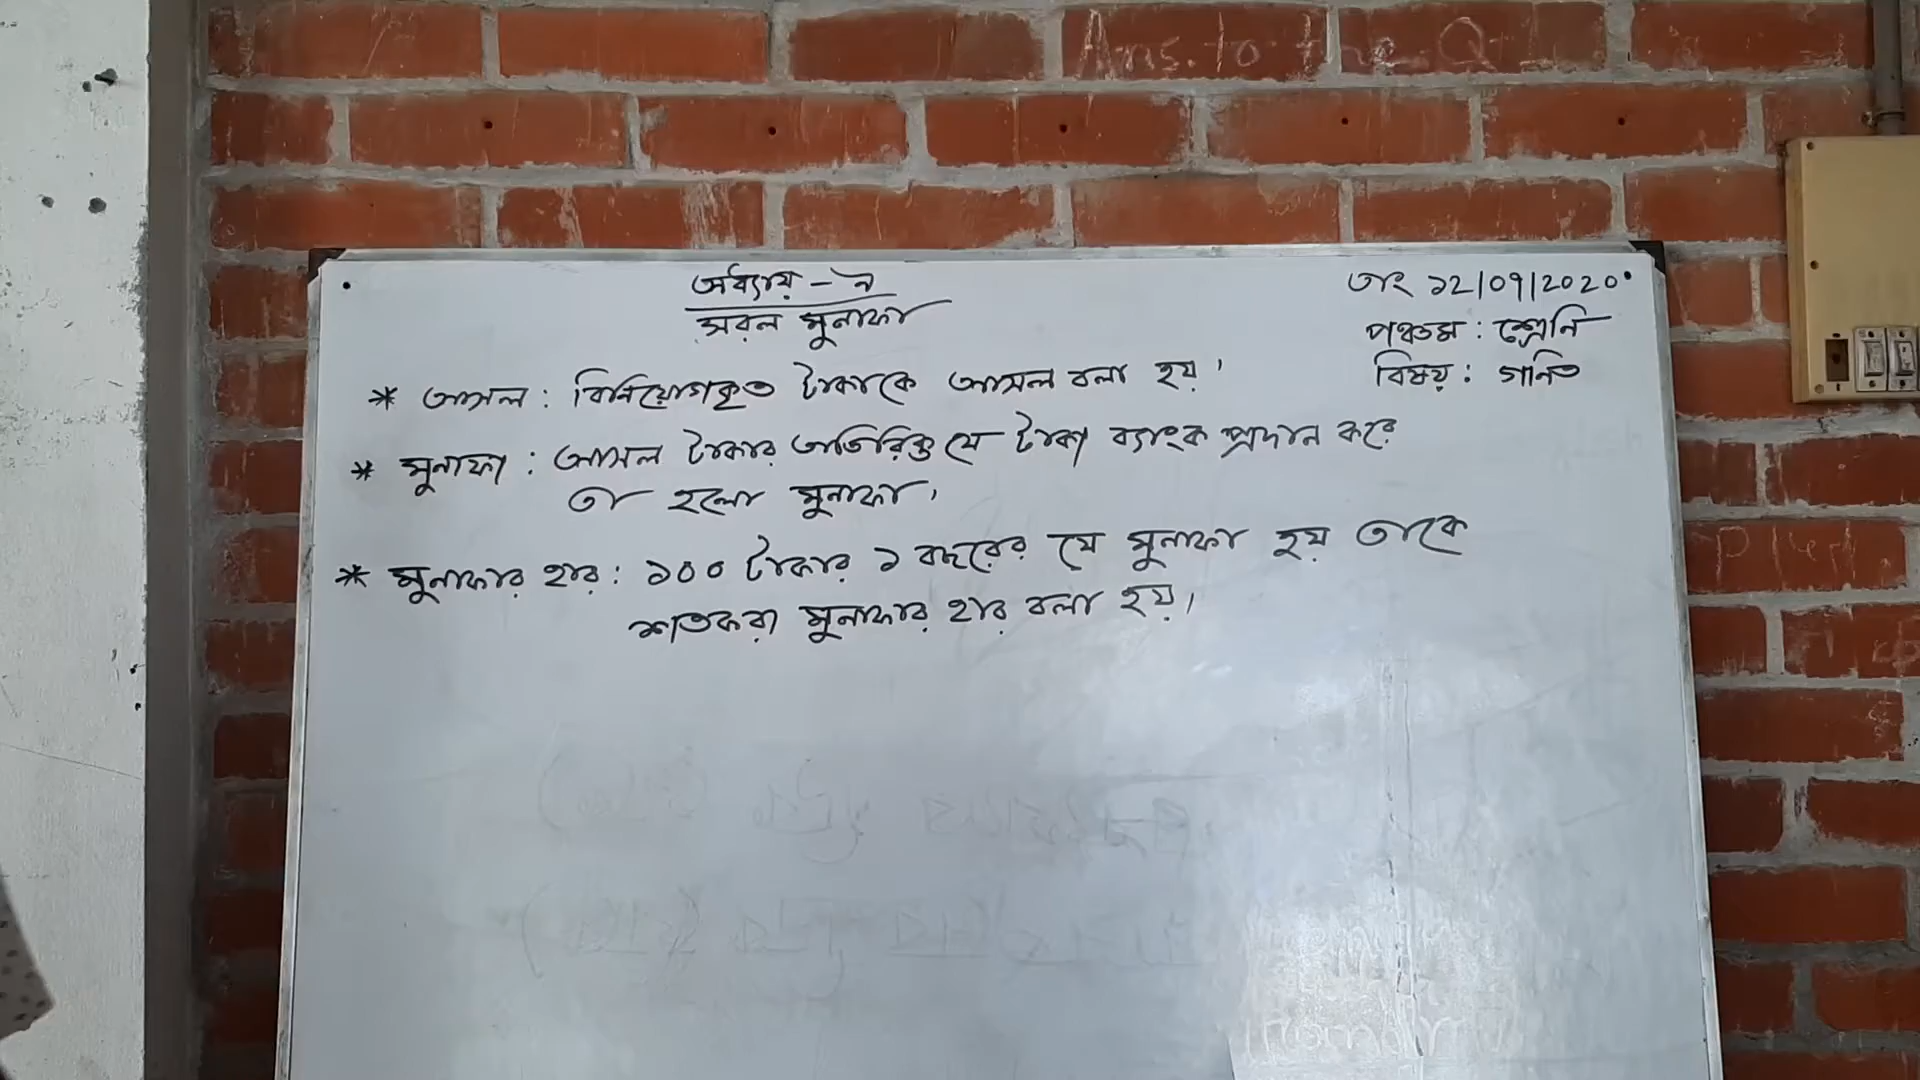 Ans. to the Q
অধ্যায় - ৯
সরল মুনাফা
তাং ১২/০৭/২০২০
পঞ্চম : শ্রেনি
বিষয় : গনিত
* আসল : বিনিয়োগকৃত টাকাকে আসল বলা হয়।
* মুনাফা : আসল টাকার অতিরিক্ত যে টাকা ব্যাংক প্রদান করে
তা হলো মুনাফা।
* মুনাফার হার : ১০০ টাকার ১ বছরের যে মুনাফা হয় তাকে
শতকরা মুনাফার হার বলা হয়।